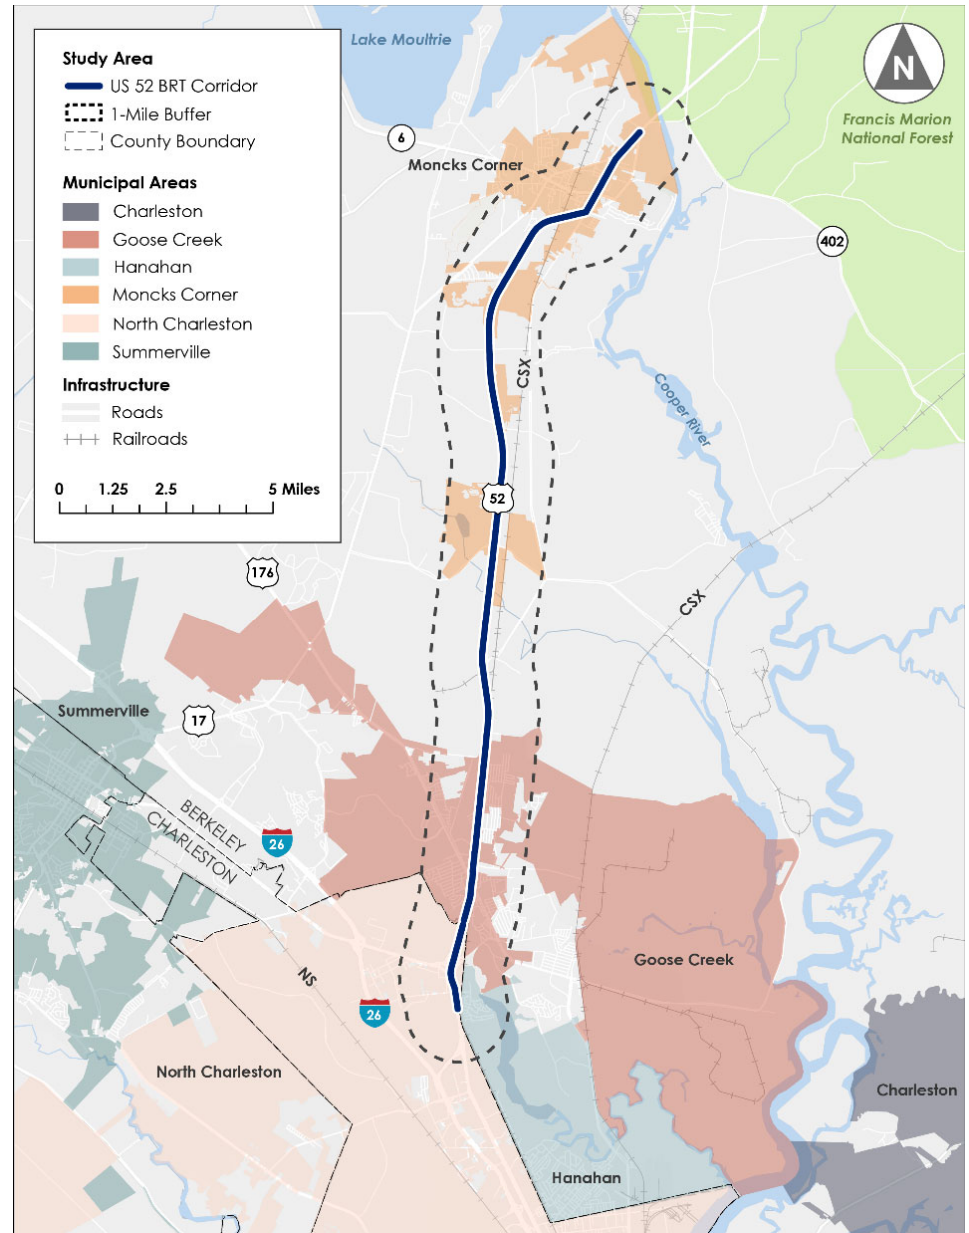 Study Area
US 52 BRT Corridor
1-Mile Buffer
County Boundary
Municipal Areas
Charleston
Goose Creek
Hanahan
Moncks Corner
North Charleston
Summerville
Infrastructure
Roads
Railroads
0 1.25 2.5 5 Miles
Lake Moultrie
N
Francis Marion
National Forest
6
Moncks Corner
402
CSX
Cooper River
52
176
CSX
Summerville
17
BERKELEY
CHARLESTON
26
Goose Creek
NS
26
North Charleston
Charleston
Hanahan